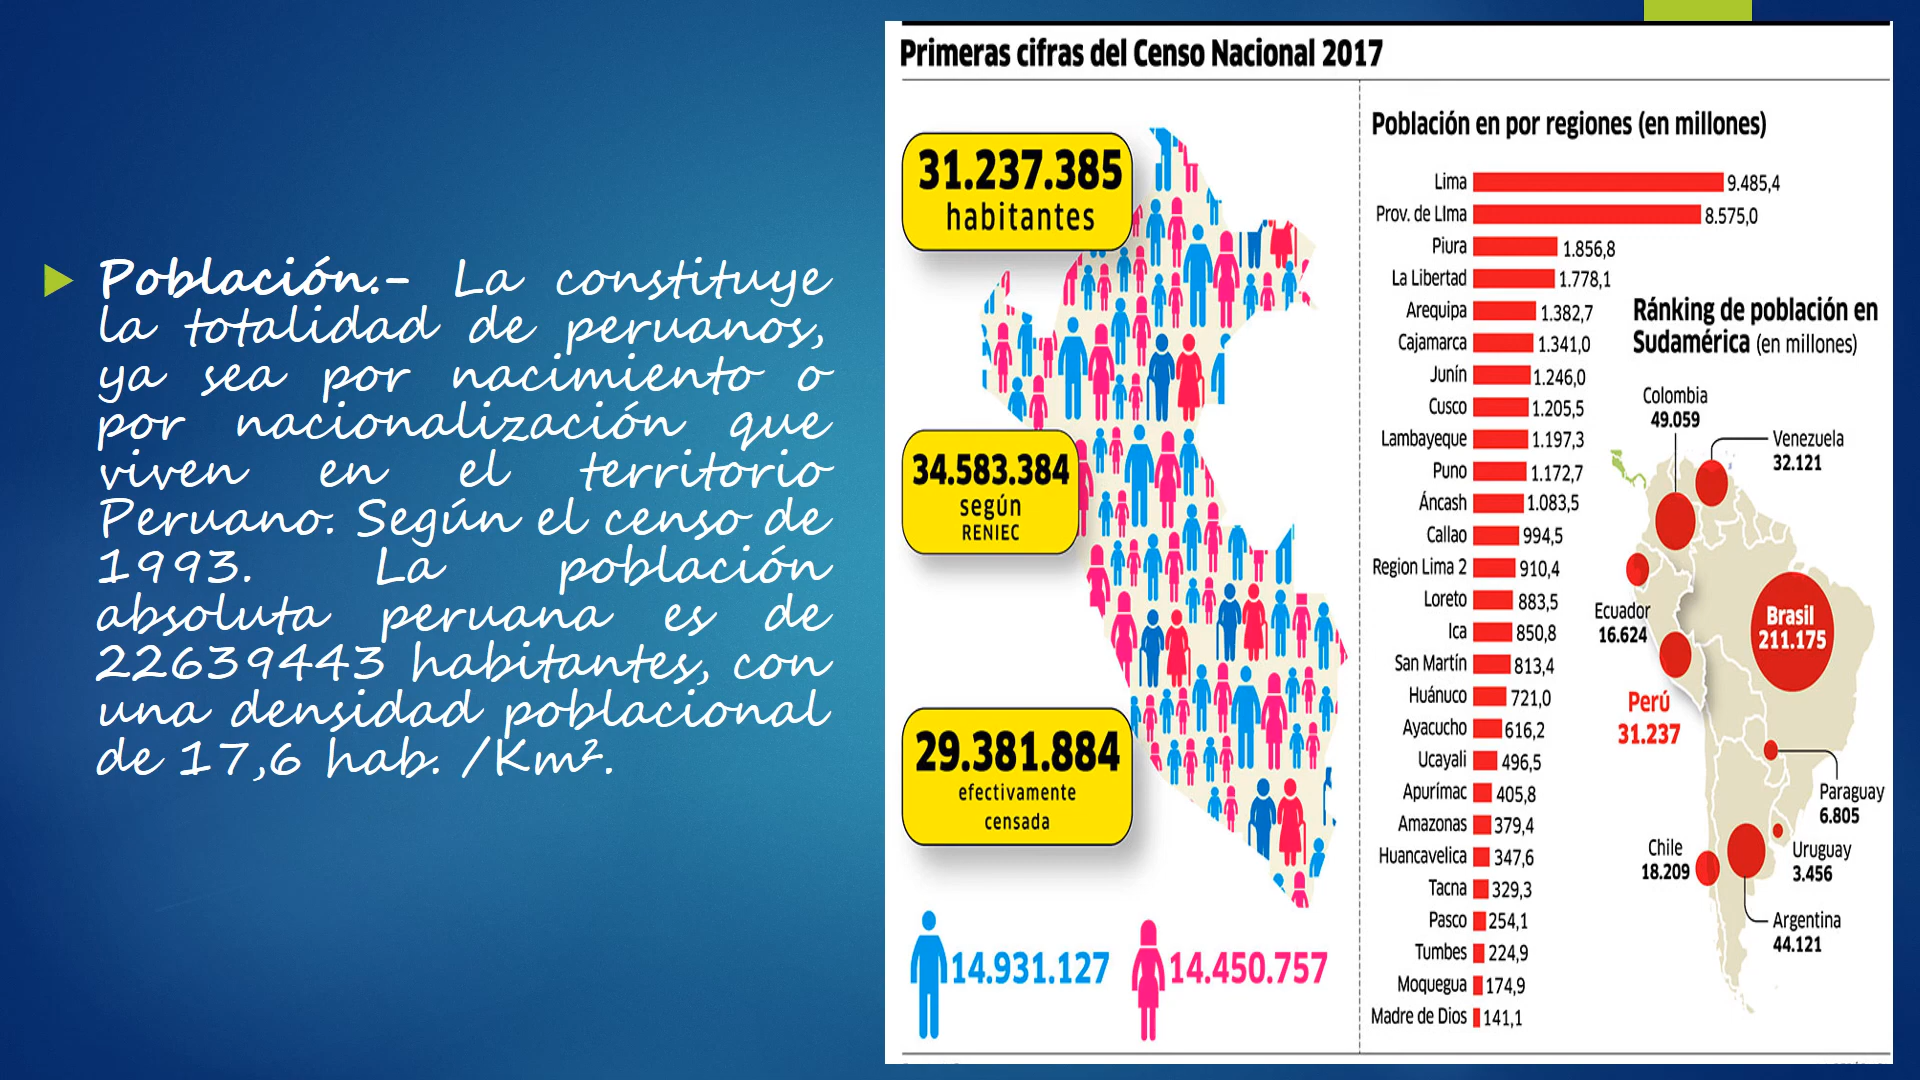 Población.- La constituye
la totalidad de peruanos,
ya sea por nacimiento o
por nacionalización que
viven en el territorio
Peruano. Según el censo de
1993. La población
absoluta peruana es de
22639443 habitantes, con
una densidad poblacional
de 17,6 hab. /Km².
Primeras cifras del Censo Nacional 2017
31.237.385
habitantes
34.583.384
según
RENIEC
29.381.884
efectivamente
censada
14.931.127
14.450.757
Población en por regiones (en millones)
Lima 9.485,4
Prov. de LIma 8.575,0
Piura 1.856,8
La Libertad 1.778,1
Arequipa 1.382,7
Cajamarca 1.341,0
Junín 1.246,0
Cusco 1.205,5
Lambayeque 1.197,3
Puno 1.172,7
Áncash 1.083,5
Callao 994,5
Region Lima 2 910,4
Loreto 883,5
Ica 850,8
San Martín 813,4
Huánuco 721,0
Ayacucho 616,2
Ucayali 496,5
Apurímac 405,8
Amazonas 379,4
Huancavelica 347,6
Tacna 329,3
Pasco 254,1
Tumbes 224,9
Moquegua 174,9
Madre de Dios 141,1
Ránking de población en
Sudamérica (en millones)
Colombia
49.059
Venezuela
32.121
Ecuador
16.624
Brasil
211.175
Perú
31.237
Paraguay
6.805
Chile
18.209
Uruguay
3.456
Argentina
44.121